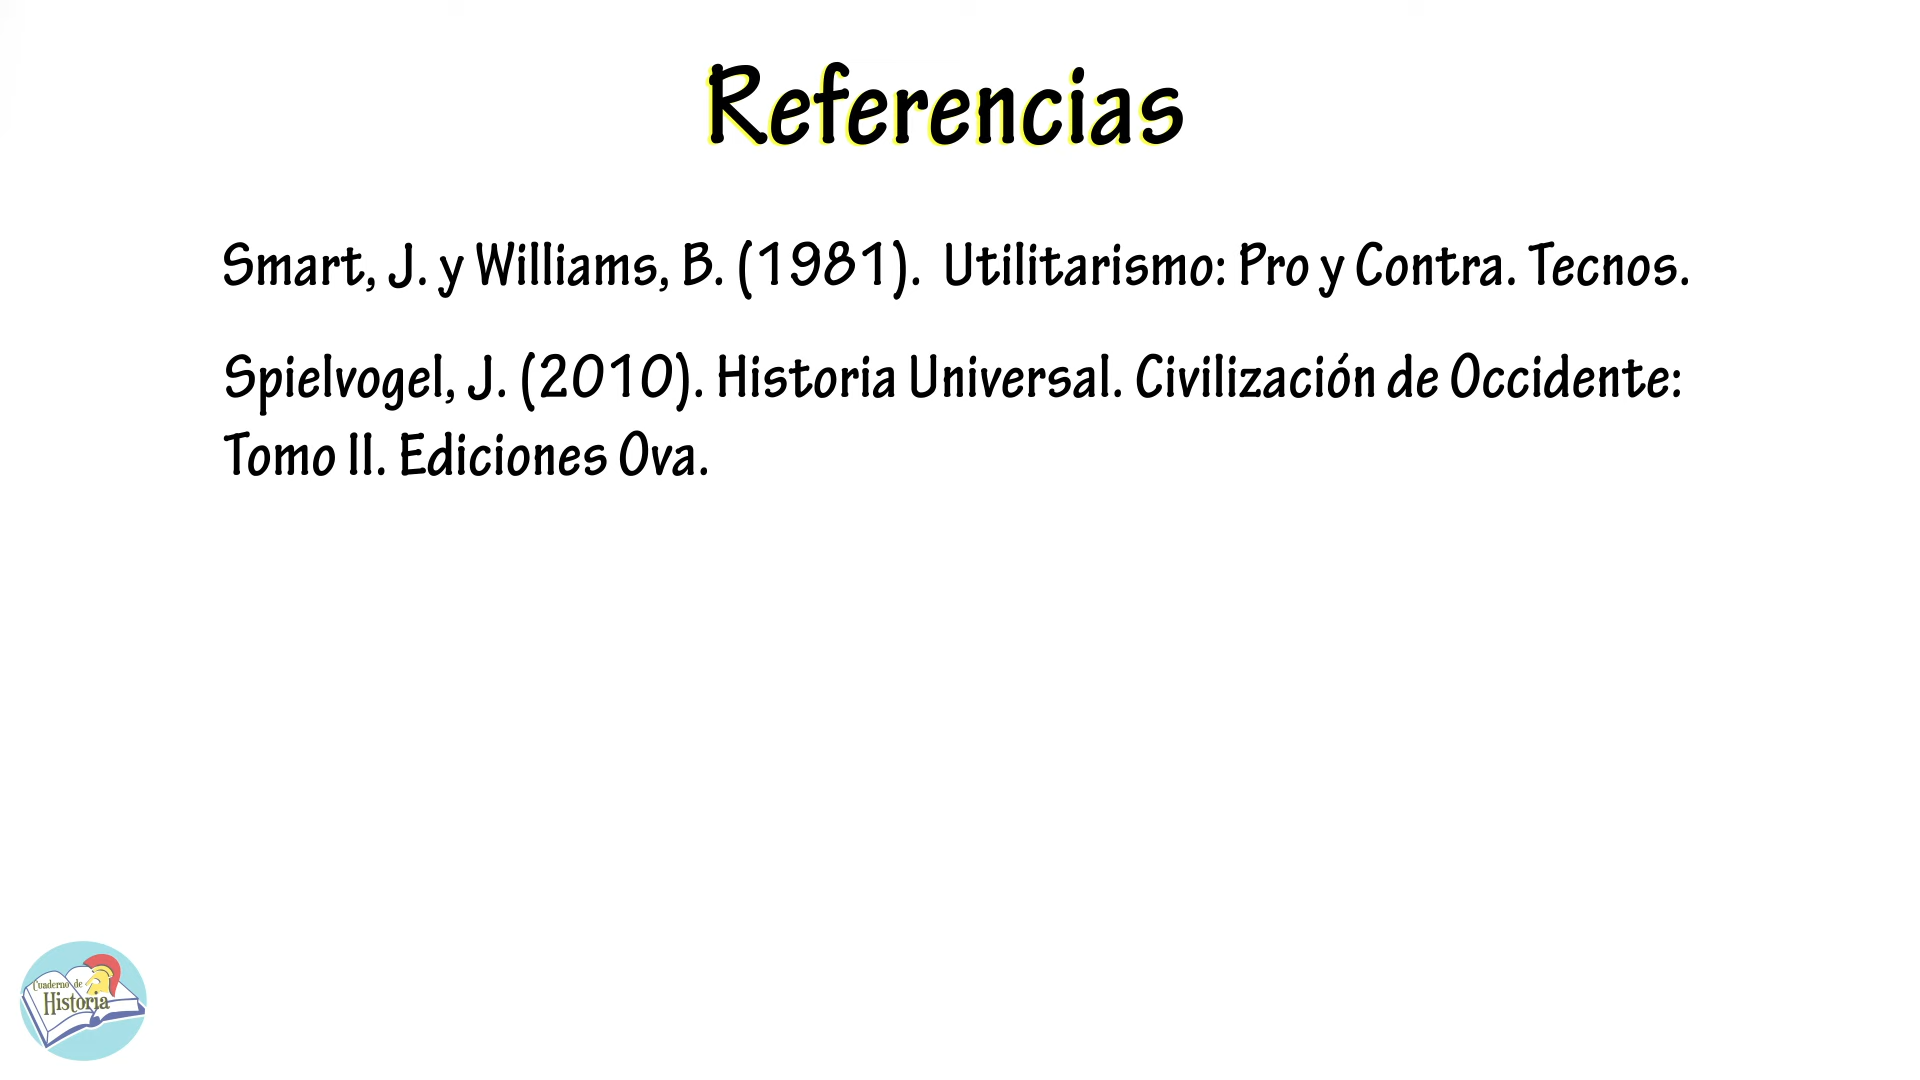 Referencias
Smart, J. y Williams, B. (1981). Utilitarismo: Pro y Contra. Tecnos.
Spielvogel, J. (2010). Historia Universal. Civilización de Occidente:
Tomo II. Ediciones Ova.
Cuaderno de
Historia